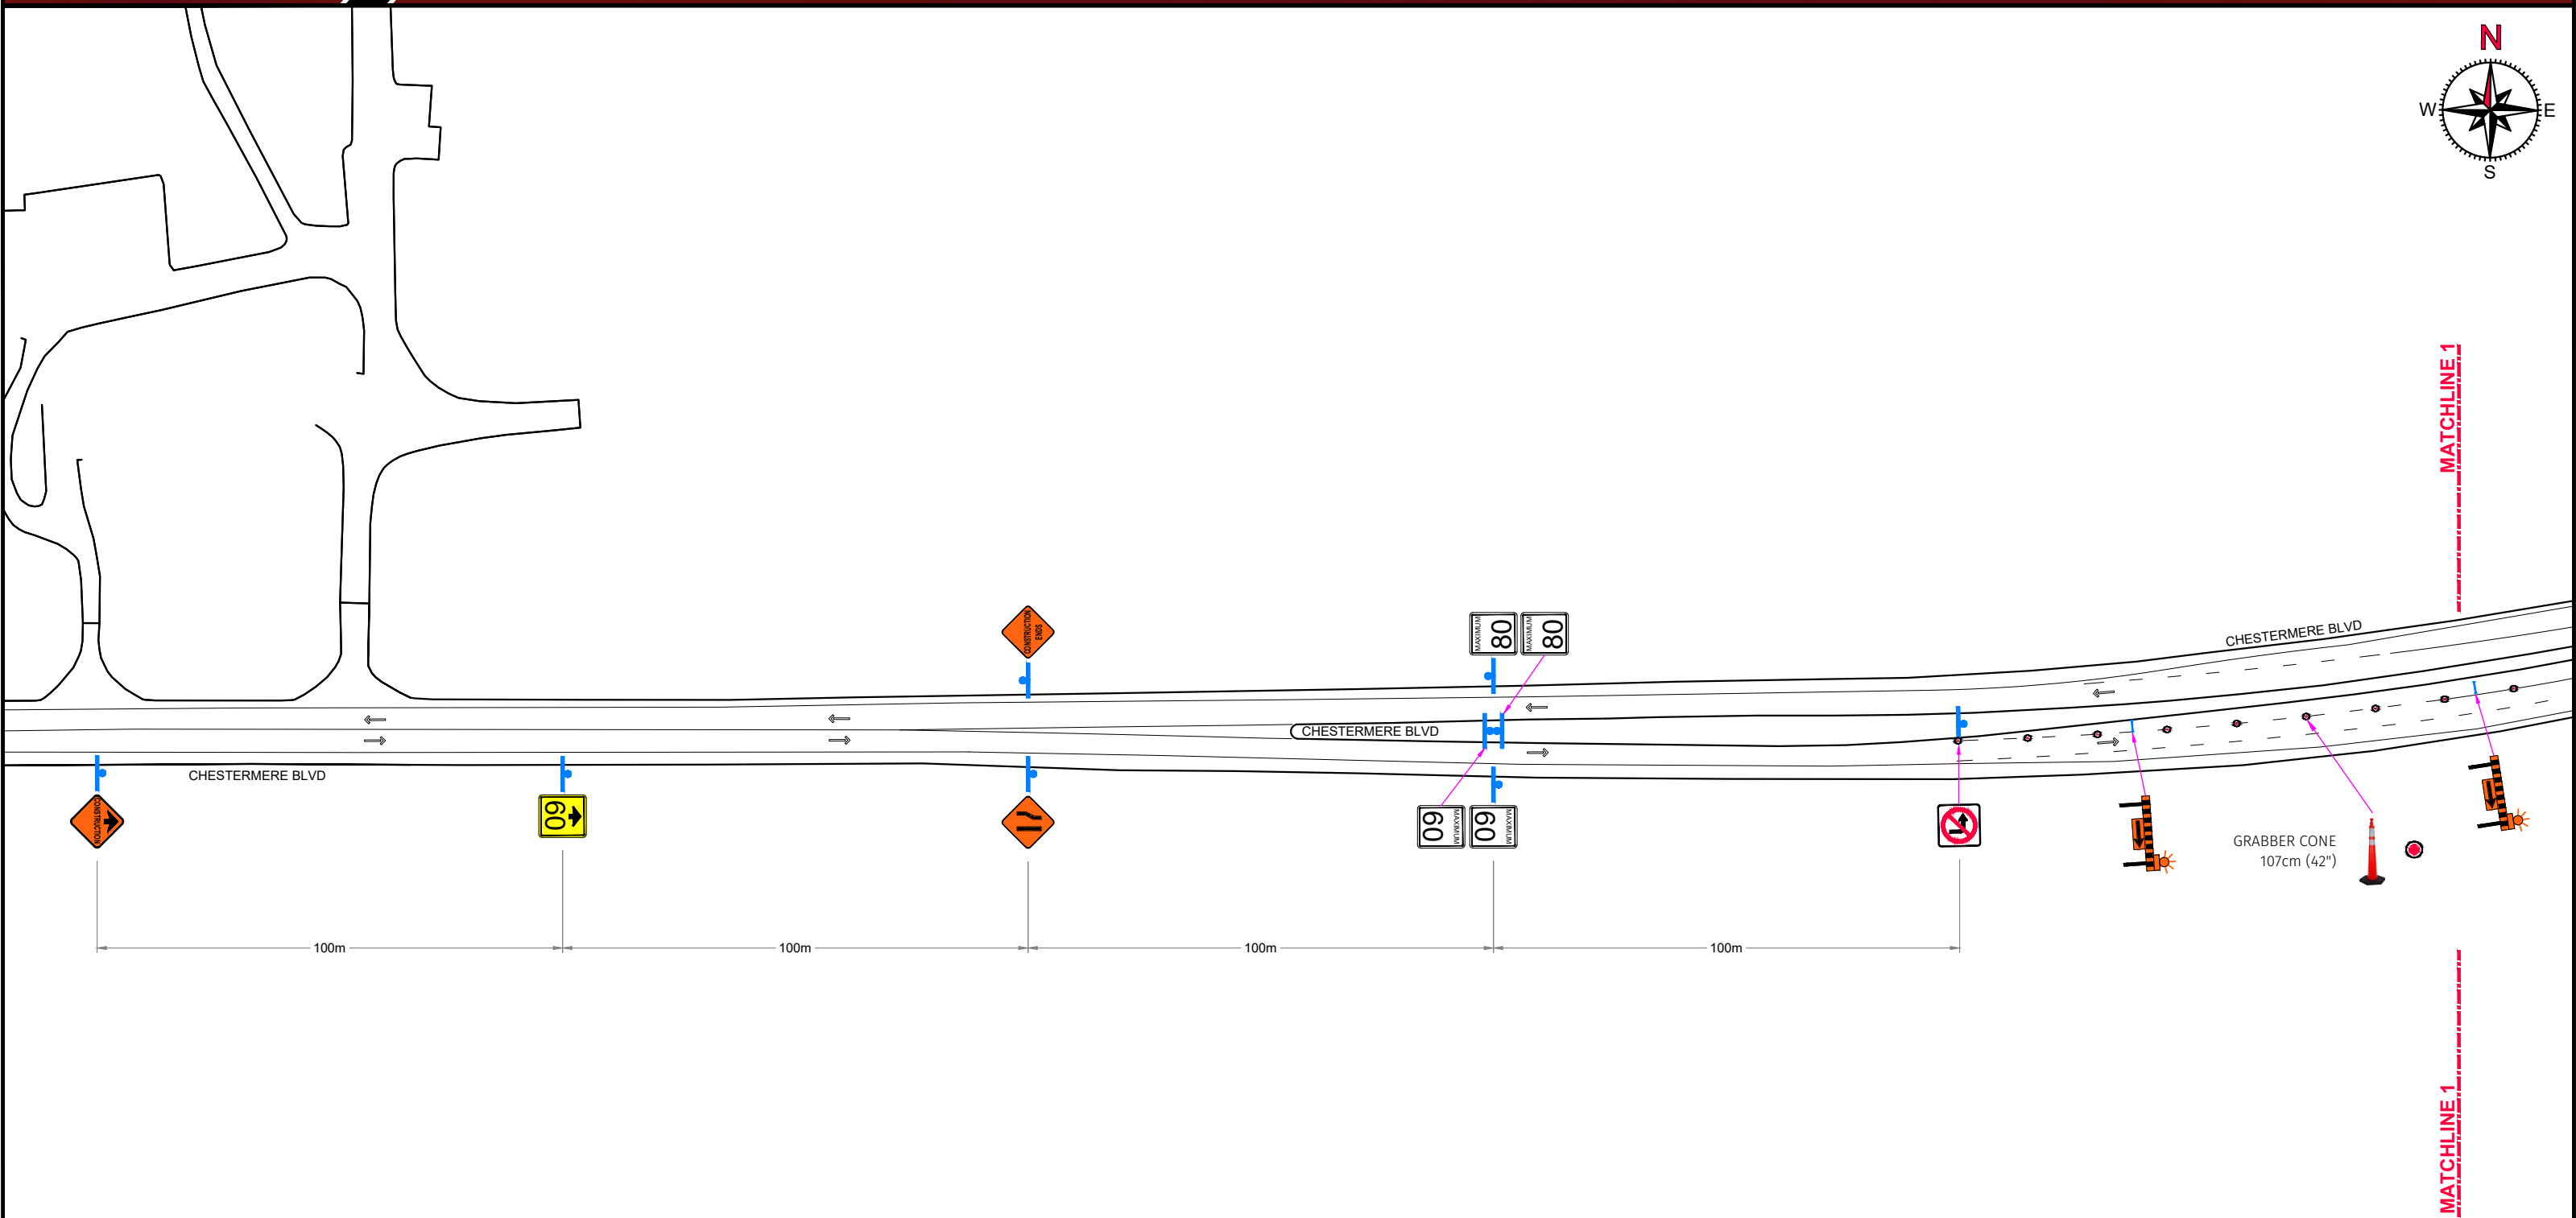 N
W
E
S
MATCHLINE 1
CONSTRUCTION
ENDS
MAXIMUM
80
MAXIMUM
80
CHESTERMERE BLVD
CHESTERMERE BLVD
CHESTERMERE BLVD
CONSTRUCTION
60
MAXIMUM
60
MAXIMUM
60
GRABBER CONE
107cm (42")
100m
100m
100m
100m
MATCHLINE 1